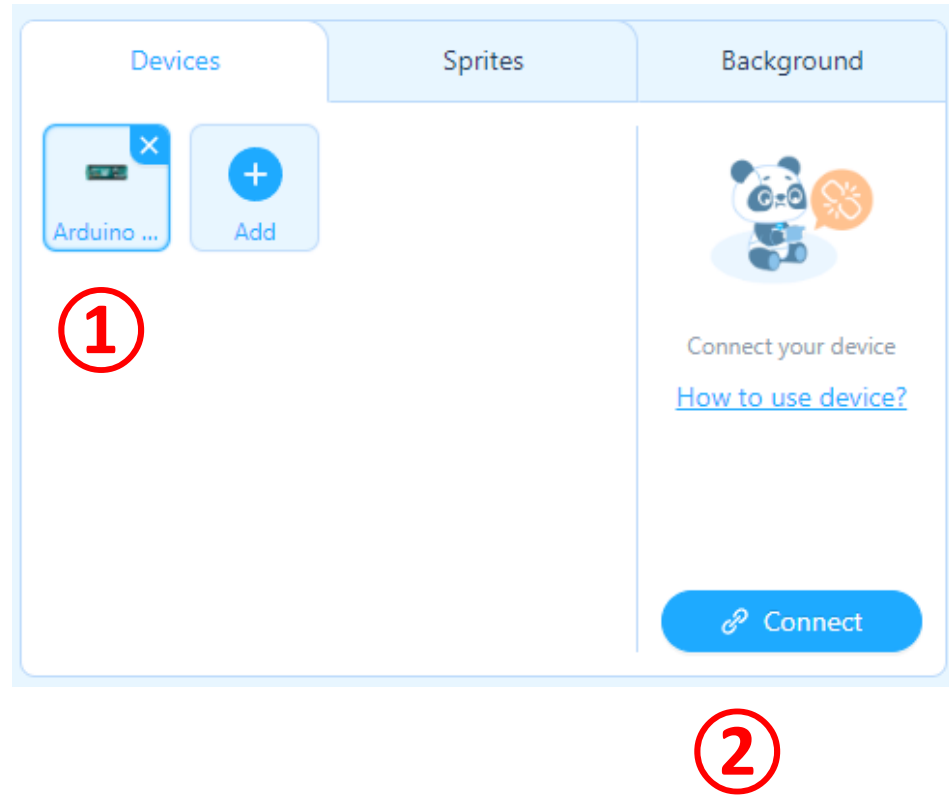 Devices
Sprites
Background
Arduino ...
Add
①
Connect your device
How to use device?
Connect
②